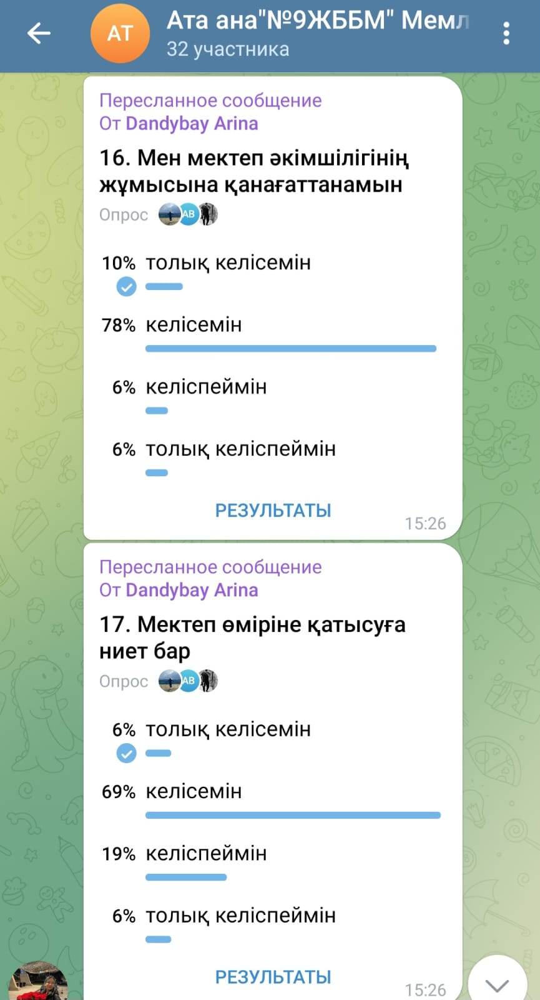 АТ
Ата ана"№9ЖББМ" Мемл
32 участника
Пересланное сообщение
От Dandybay Arina
16. Мен мектеп әкімшілігінің
жұмысына қанағаттанамын
Опрос AB
10% толық келісемін
78% келісемін
6% келіспеймін
6% толық келіспеймін
РЕЗУЛЬТАТЫ
15:26
Пересланное сообщение
От Dandybay Arina
17. Мектеп өміріне қатысуға
ниет бар
Опрос AB
6% толық келісемін
69% келісемін
19% келіспеймін
6% толық келіспеймін
РЕЗУЛЬТАТЫ
15:26